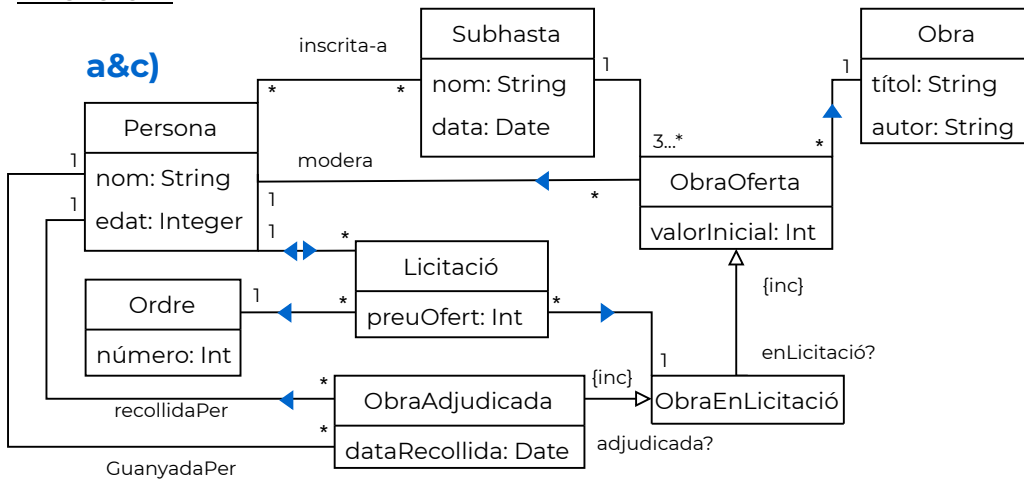 a&c)
inscrita-a
Subhasta
nom: String
data: Date
1
*
*
Obra
títol: String
autor: String
1
*
Persona
nom: String
edat: Integer
1
1
modera
1
*
3...*
ObraOferta
valorInicial: Int
1
*
Licitació
preuOfert: Int
Ordre
número: Int
1
*
*
1
{inc}
enLicitació?
ObraEnLicitació
{inc}
adjudicada?
ObraAdjudicada
dataRecollida: Date
*
recollidaPer
*
GuanyadaPer